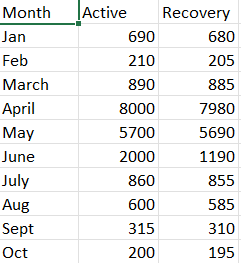 Month Active Recovery
Jan 690 680
Feb 210 205
March 890 885
April 8000 7980
May 5700 5690
June 2000 1190
July 860 855
Aug 600 585
Sept 315 310
Oct 200 195